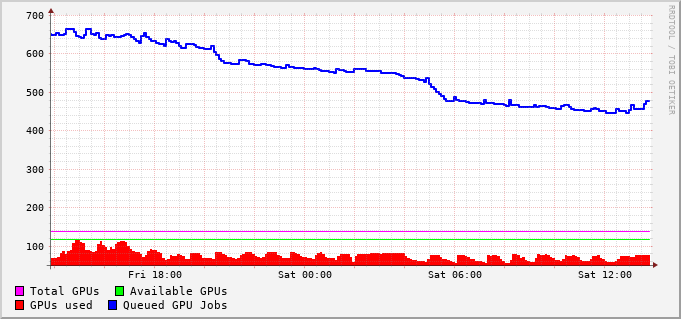 700
600
500
400
300
200
100
Fri 18:00 Sat 00:00 Sat 06:00 Sat 12:00
Total GPUs Available GPUs
GPUs used Queued GPU Jobs
RRDTOOL / TOBI OETIKER